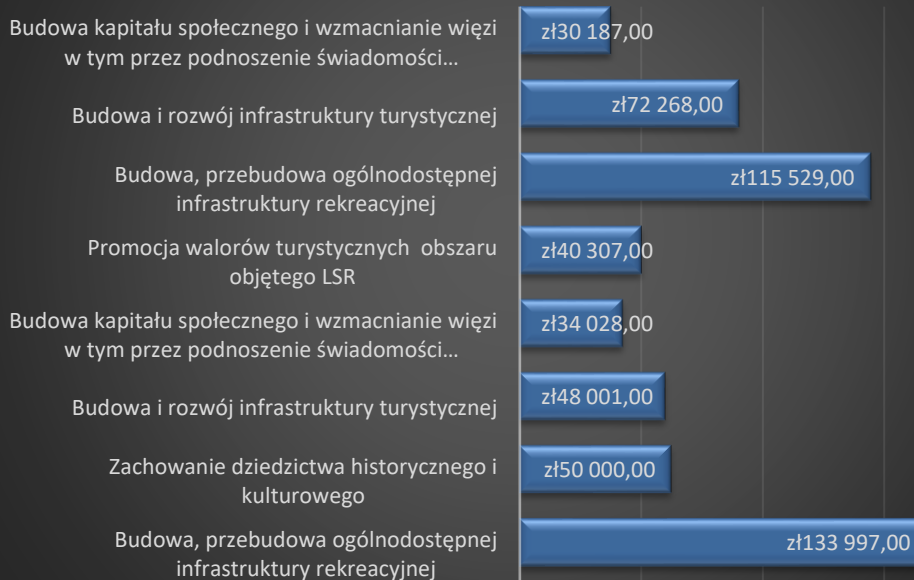 Budowa kapitału społecznego i wzmacnianie więzi
w tym przez podnoszenie świadomości...
zł30 187,00
Budowa i rozwój infrastruktury turystycznej
zł72 268,00
Budowa, przebudowa ogólnodostępnej
infrastruktury rekreacyjnej
zł115 529,00
Promocja walorów turystycznych obszaru
objętego LSR
zł40 307,00
Budowa kapitału społecznego i wzmacnianie więzi
w tym przez podnoszenie świadomości...
zł34 028,00
Budowa i rozwój infrastruktury turystycznej
zł48 001,00
Zachowanie dziedzictwa historycznego i
kulturowego
zł50 000,00
Budowa, przebudowa ogólnodostępnej
infrastruktury rekreacyjnej
zł133 997,00